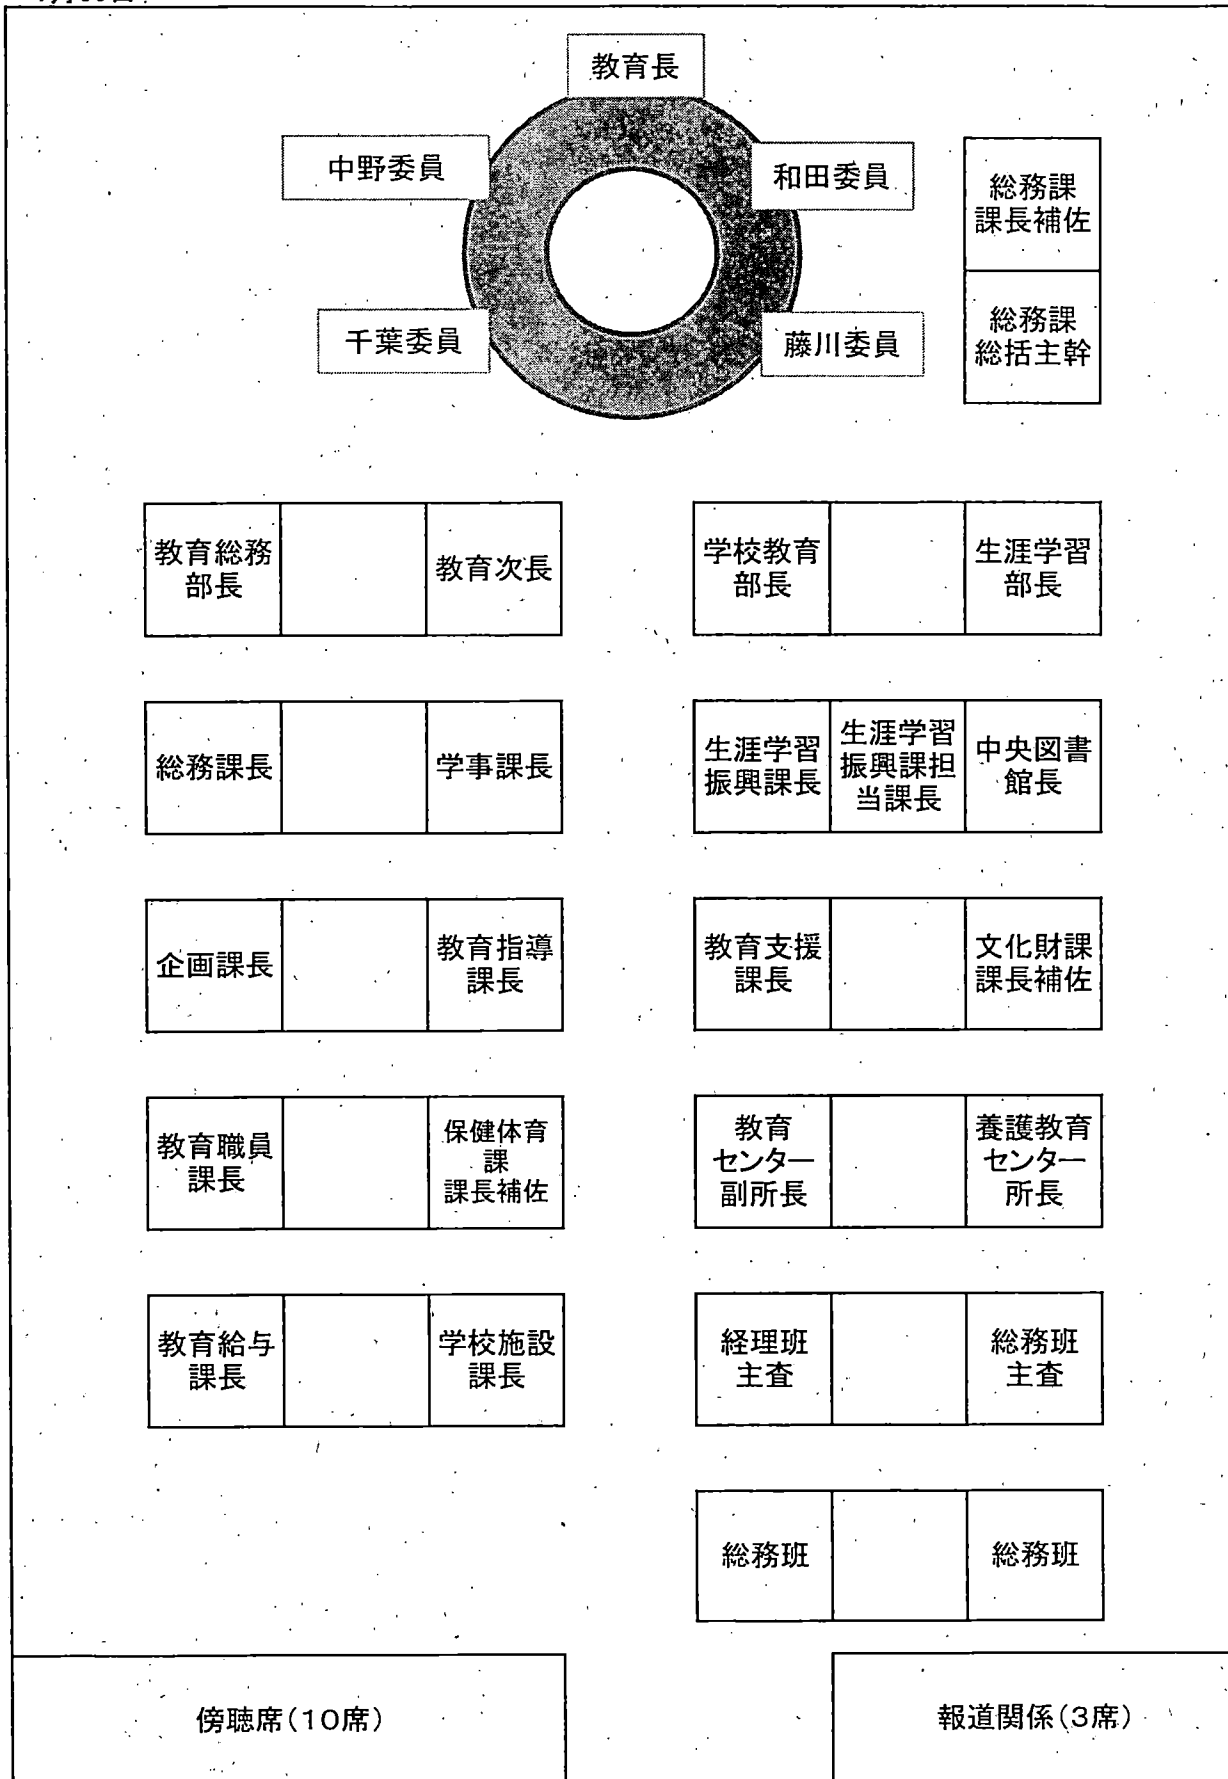 教育長
中野委員
和田委員
総務課
課長補佐
千葉委員
藤川委員
総務課
総括主幹
教育総務
部長
教育次長
学校教育
部長
生涯学習
部長
総務課長
学事課長
生涯学習
振興課長
生涯学習
振興課担
当課長
中央図書
館長
企画課長
教育指導
課長
教育支援
課長
文化財課
課長補佐
教育職員
課長
保健体育
課
課長補佐
教育
センター
副所長
養護教育
センター
所長
教育給与
課長
学校施設
課長
経理班
主査
総務班
主査
総務班
総務班
傍聴席(10席)
報道関係(3席)